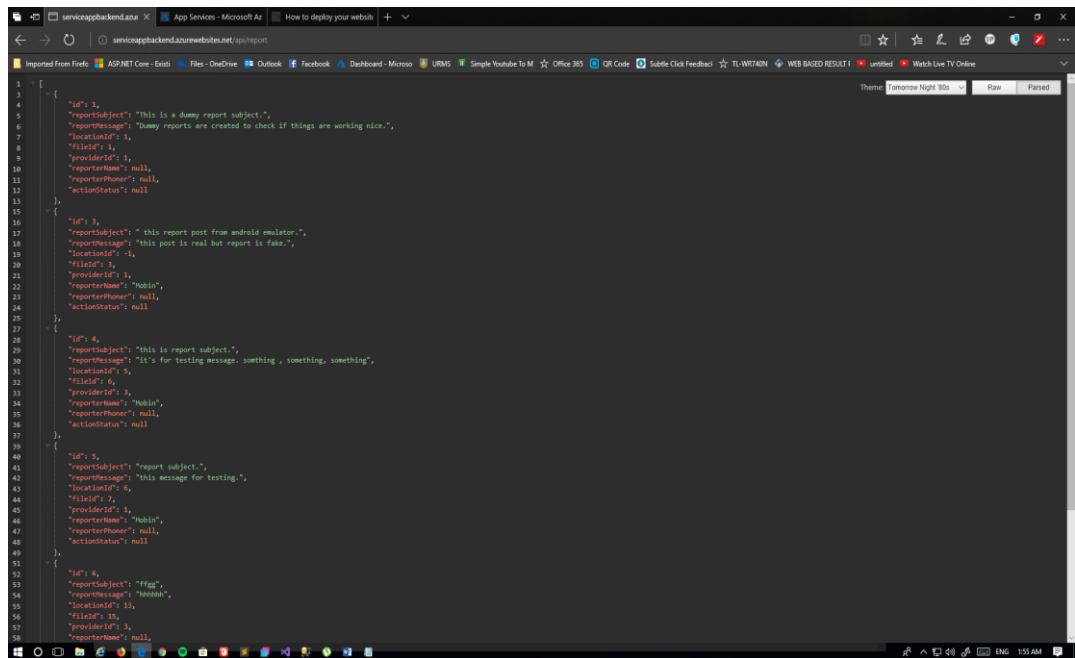 serviceappbackend.azur
App Services - Microsoft Az
How to deploy your websit
serviceappbackend.azurewebsites.net/api/report
Imported From Firefo
ASP.NET Core - Existi
Files - OneDrive
Outlook
Facebook
Dashboard - Microso
URMS
Simple Youtube To M
Office 365
QR Code
Subtle Click Feedbacl
TL-WR740N
WEB BASED RESULT
untitled
Watch Live TV Online
Theme: Tomorrow Night '80s
Raw
Parsed
1 [
3 {
4 "id": 1,
5 "reportSubject": "This is a dummy report subject.",
6 "reportMessage": "Dummy reports are created to check if things are working nice.",
7 "locationId": 1,
8 "fileId": 1,
9 "providerId": 1,
10 "reporterName": null,
11 "reporterPhoner": null,
12 "actionStatus": null
13 },
15 {
16 "id": 3,
17 "reportSubject": " this report post from android emulator.",
18 "reportMessage": "this post is real but report is fake.",
19 "locationId": -1,
20 "fileId": 3,
21 "providerId": 1,
22 "reporterName": "Mobin",
23 "reporterPhoner": null,
24 "actionStatus": null
25 },
27 {
28 "id": 4,
29 "reportSubject": "this is report subject.",
30 "reportMessage": "it's for testing message. somthing , something, something",
31 "locationId": 5,
32 "fileId": 6,
33 "providerId": 3,
34 "reporterName": "Mobin",
35 "reporterPhoner": null,
36 "actionStatus": null
37 },
39 {
40 "id": 5,
41 "reportSubject": "report subject.",
42 "reportMessage": "this message for testing.",
43 "locationId": 6,
44 "fileId": 7,
45 "providerId": 1,
46 "reporterName": "Mobin",
47 "reporterPhoner": null,
48 "actionStatus": null
49 },
51 {
52 "id": 6,
53 "reportSubject": "ffgg",
54 "reportMessage": "hhhhhh",
55 "locationId": 13,
56 "fileId": 15,
57 "providerId": 3,
58 "reporterName": null,
ENG
1:55 AM